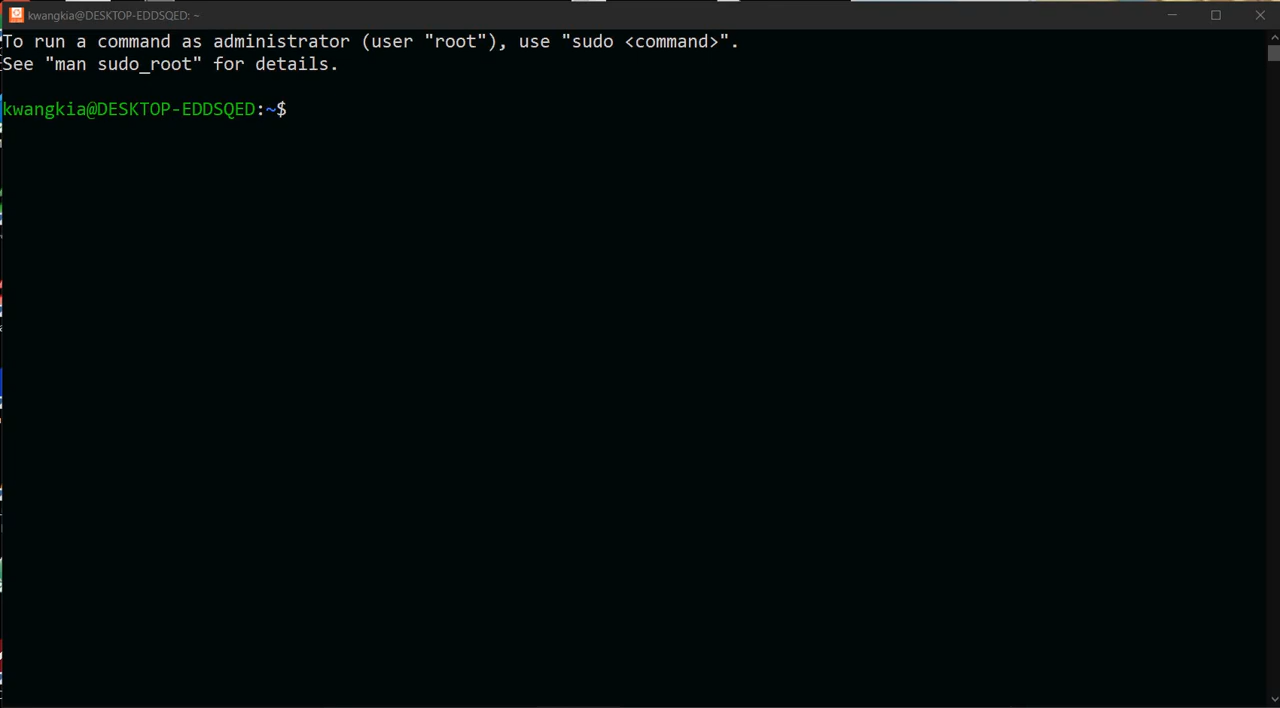 kwangkia@DESKTOP-EDDSQED: ~
To run a command as administrator (user "root"), use "sudo <command>".
See "man sudo_root" for details.
kwangkia@DESKTOP-EDDSQED:~$